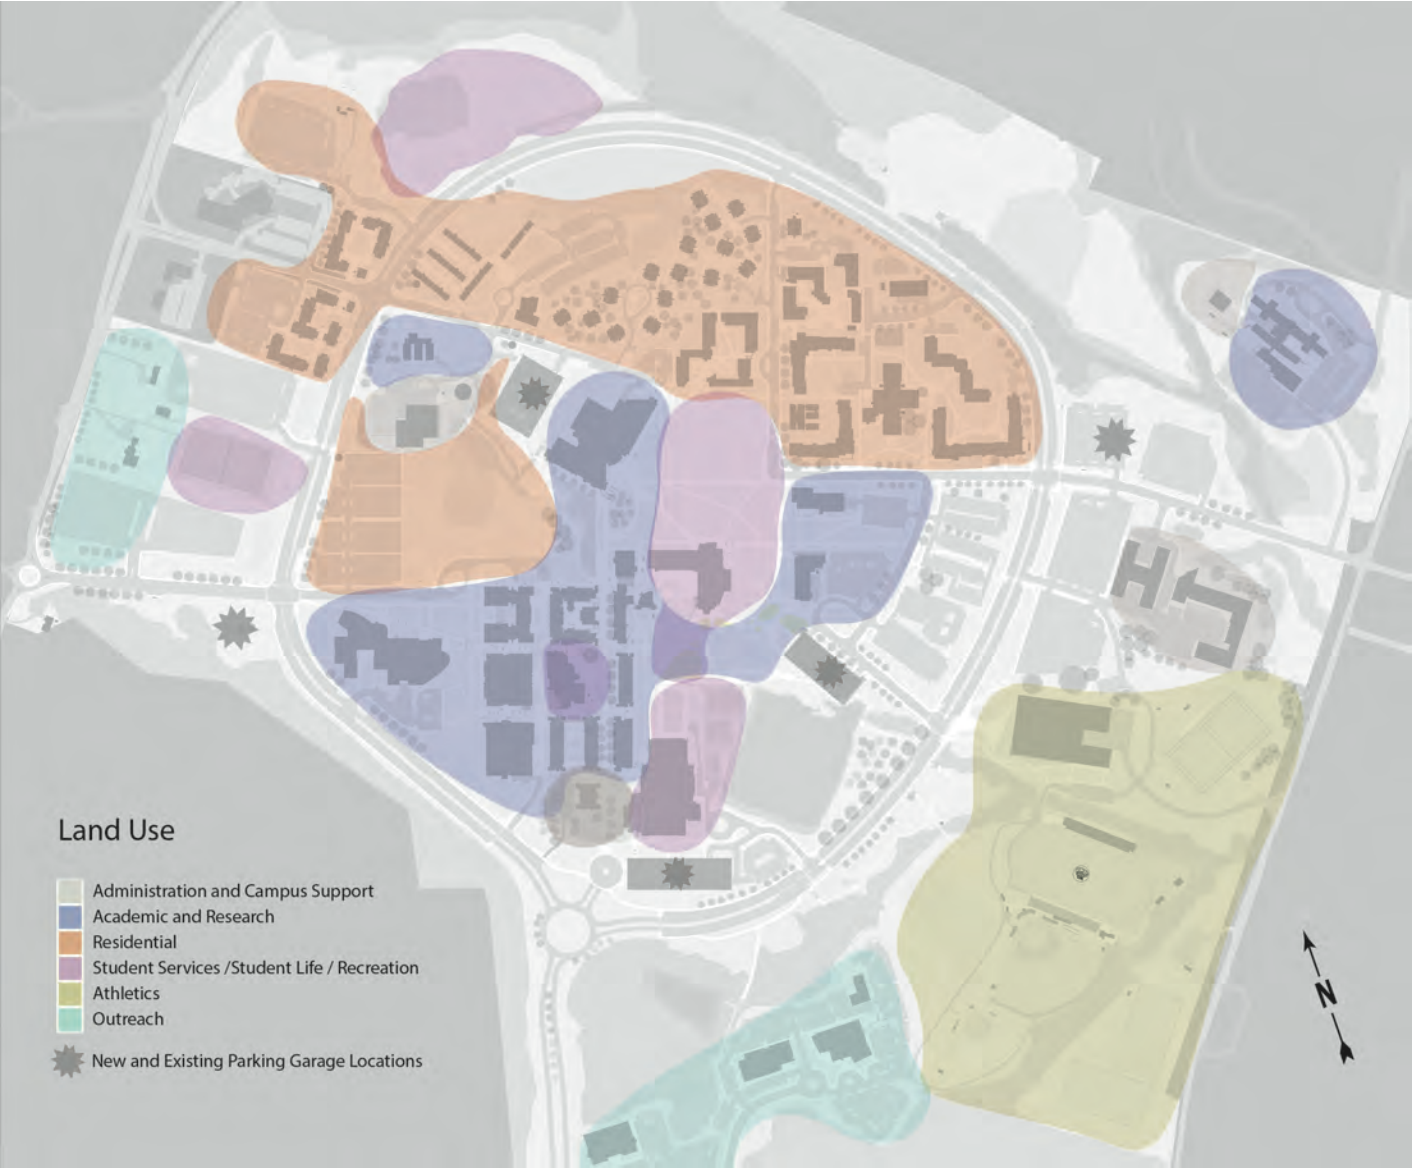 Land Use
Administration and Campus Support
Academic and Research
Residential
Student Services /Student Life / Recreation
Athletics
Outreach
New and Existing Parking Garage Locations
N